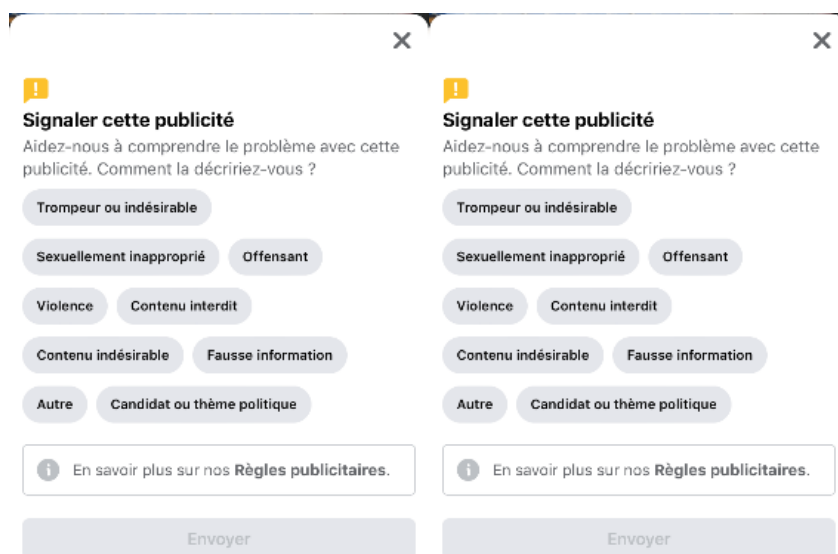 Signaler cette publicité
Aidez-nous à comprendre le problème avec cette
publicité. Comment la décririez-vous ?
Trompeur ou indésirable
Sexuellement inapproprié Offensant
Violence Contenu interdit
Contenu indésirable Fausse information
Autre Candidat ou thème politique
En savoir plus sur nos Règles publicitaires.
Envoyer
Signaler cette publicité
Aidez-nous à comprendre le problème avec cette
publicité. Comment la décririez-vous ?
Trompeur ou indésirable
Sexuellement inapproprié Offensant
Violence Contenu interdit
Contenu indésirable Fausse information
Autre Candidat ou thème politique
En savoir plus sur nos Règles publicitaires.
Envoyer